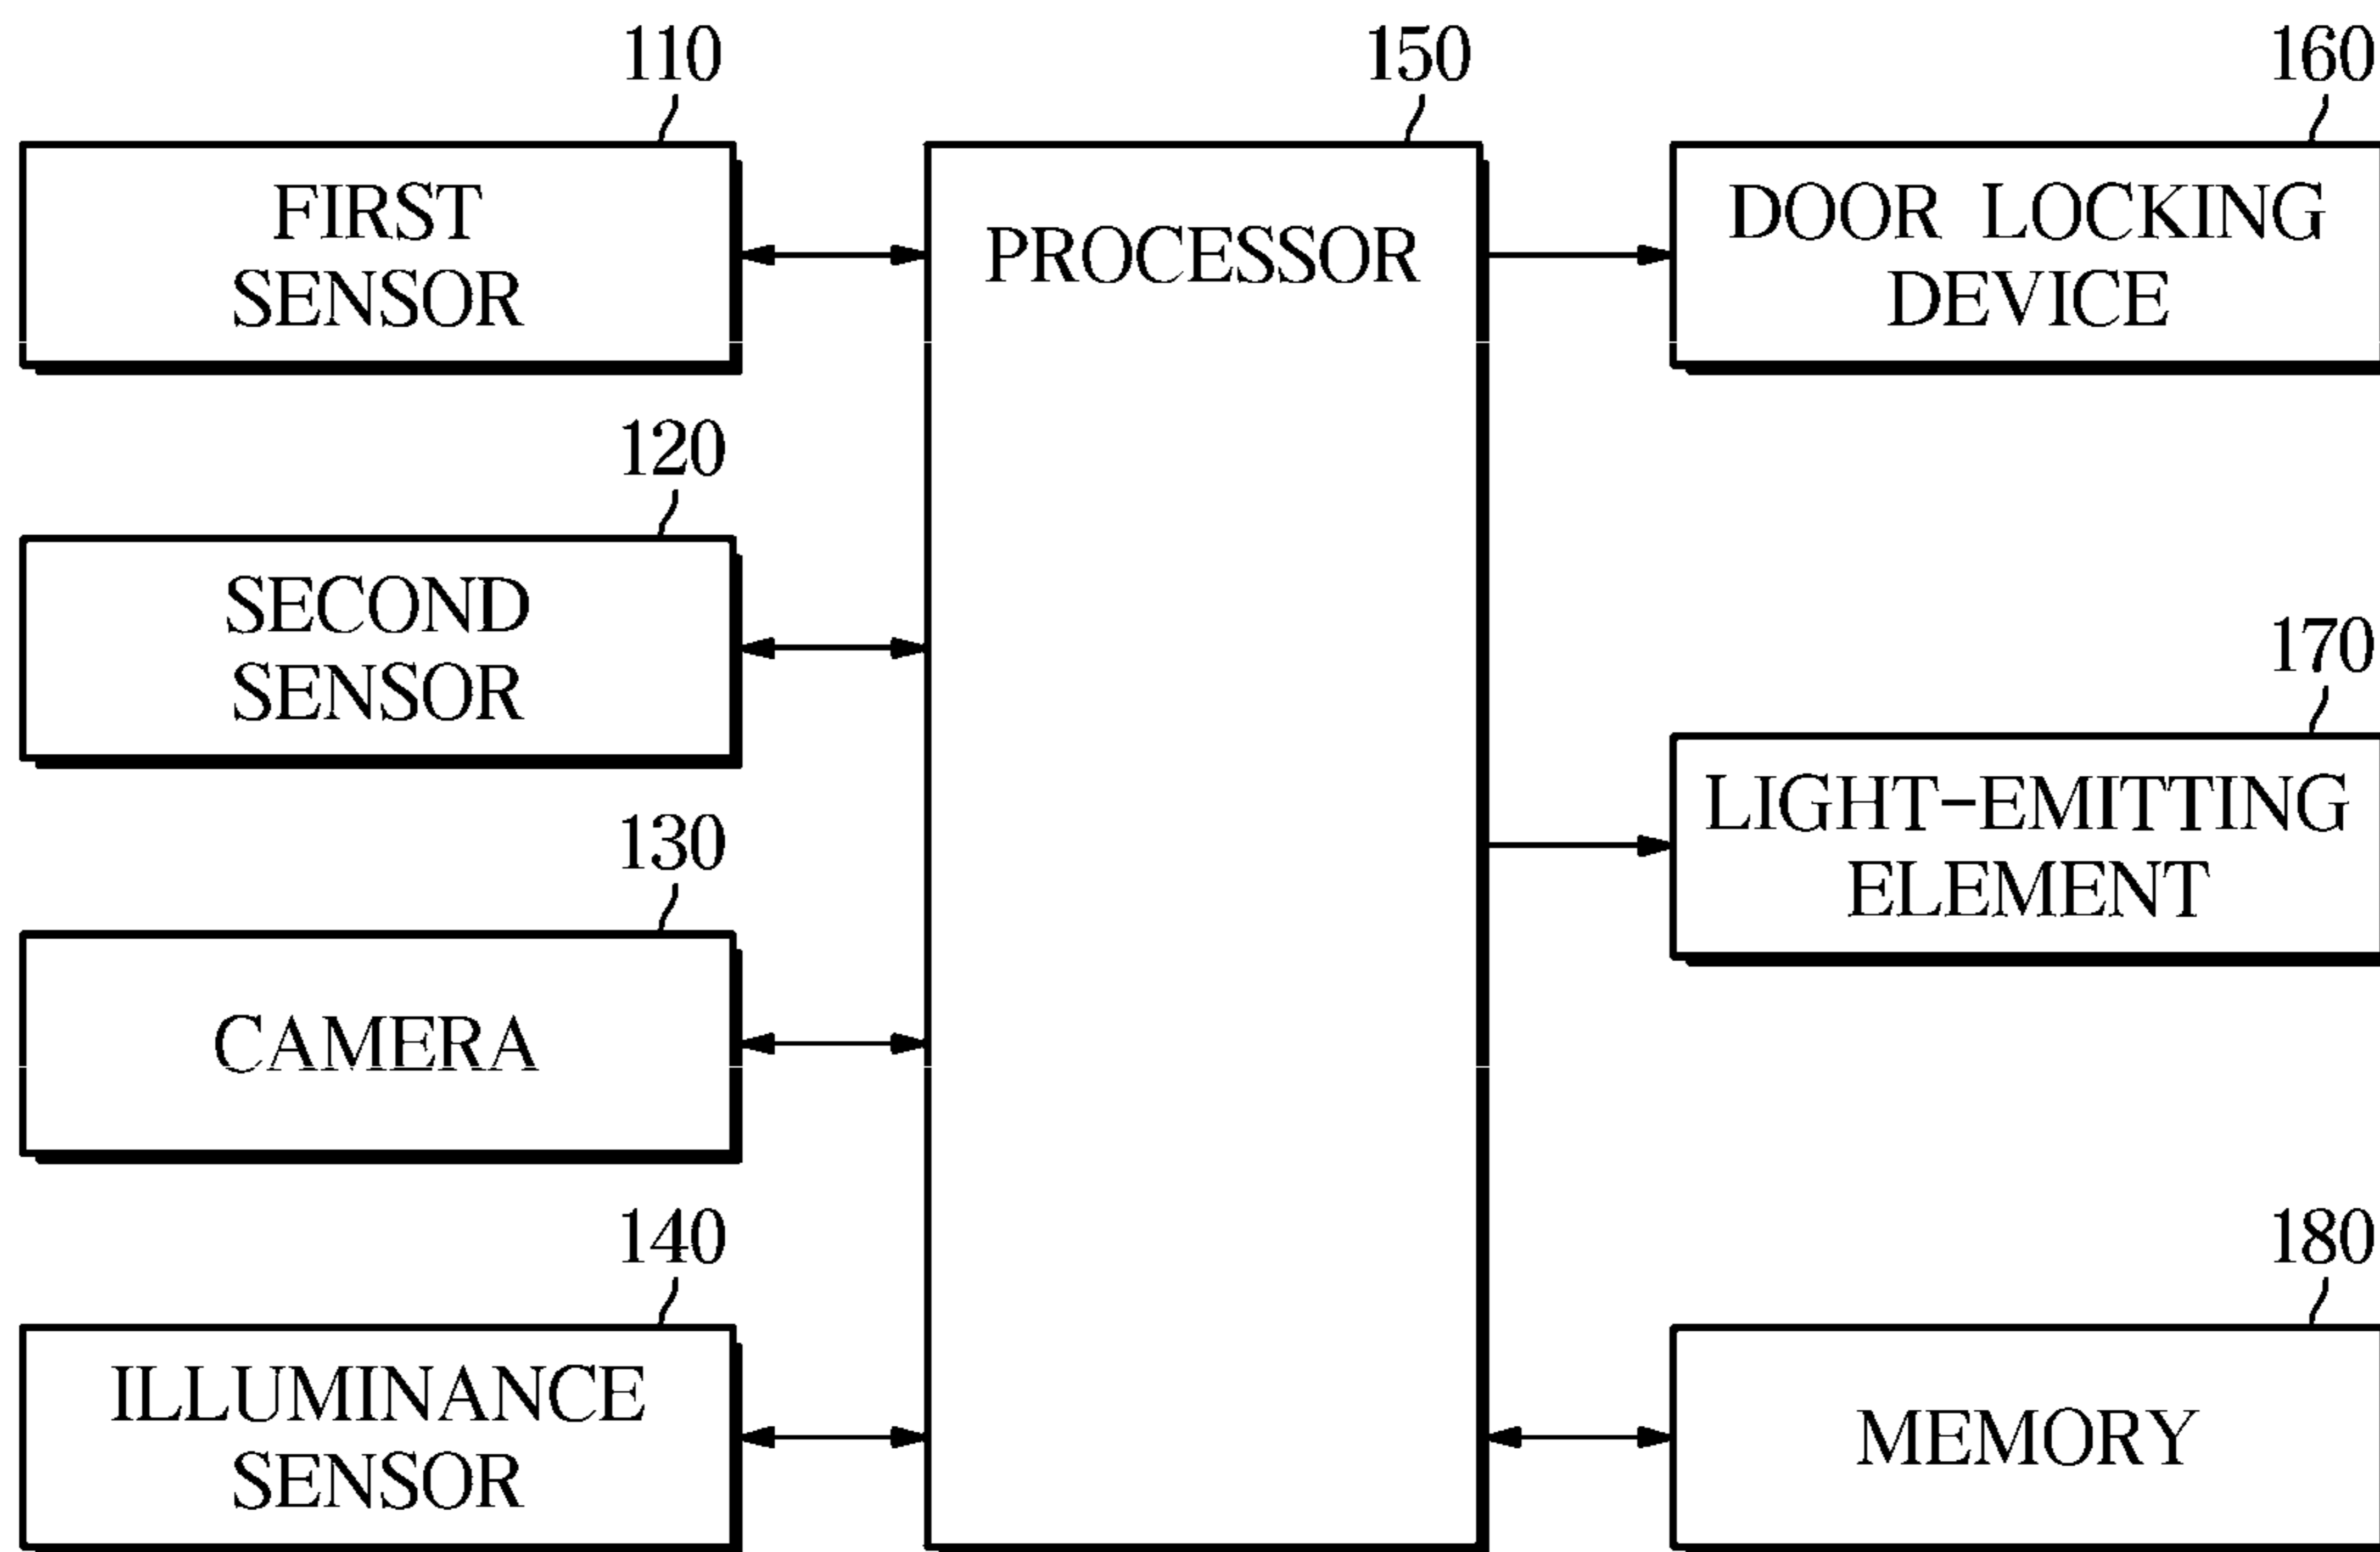 110
FIRST
SENSOR
120
SECOND
SENSOR
130
CAMERA
140
ILLUMINANCE
SENSOR
150
PROCESSOR
160
DOOR LOCKING
DEVICE
170
LIGHT-EMITTING
ELEMENT
180
MEMORY